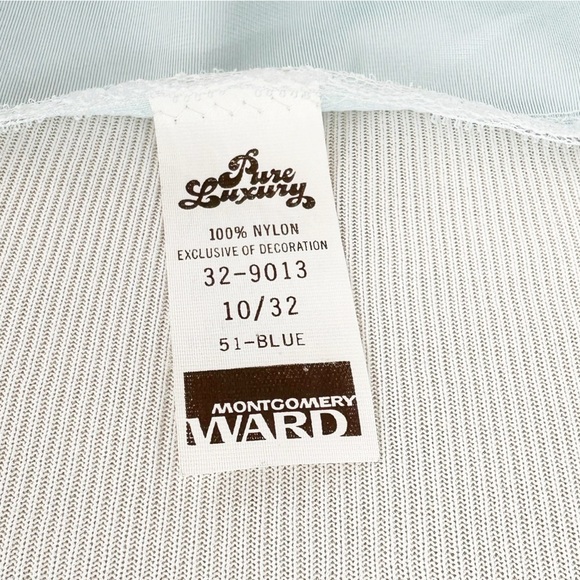 Pure
Luxury
100% NYLON
EXCLUSIVE OF DECORATION
32-9013
10/32
51-BLUE
MONTGOMERY
WARD